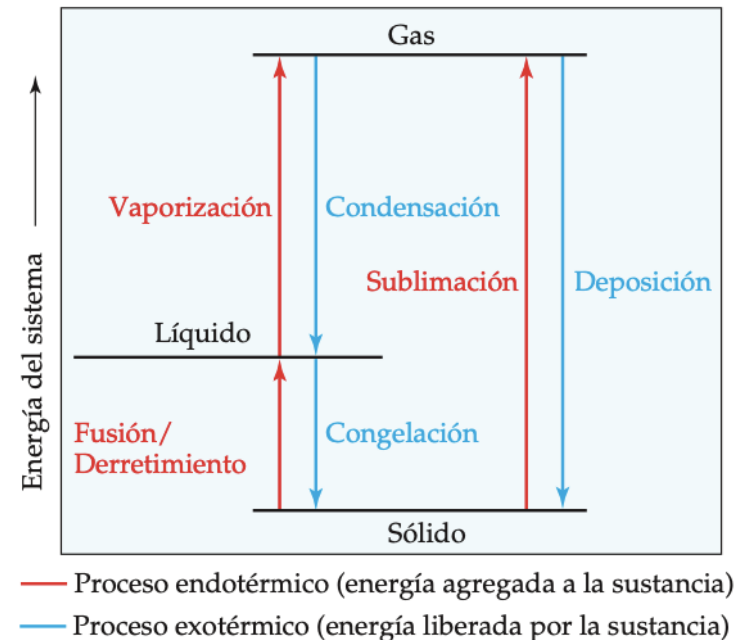 Gas
Vaporización
Condensación
Sublimación
Deposición
Líquido
Fusión/
Derretimiento
Congelación
Sólido
Energía del sistema
Proceso endotérmico (energía agregada a la sustancia)
Proceso exotérmico (energía liberada por la sustancia)